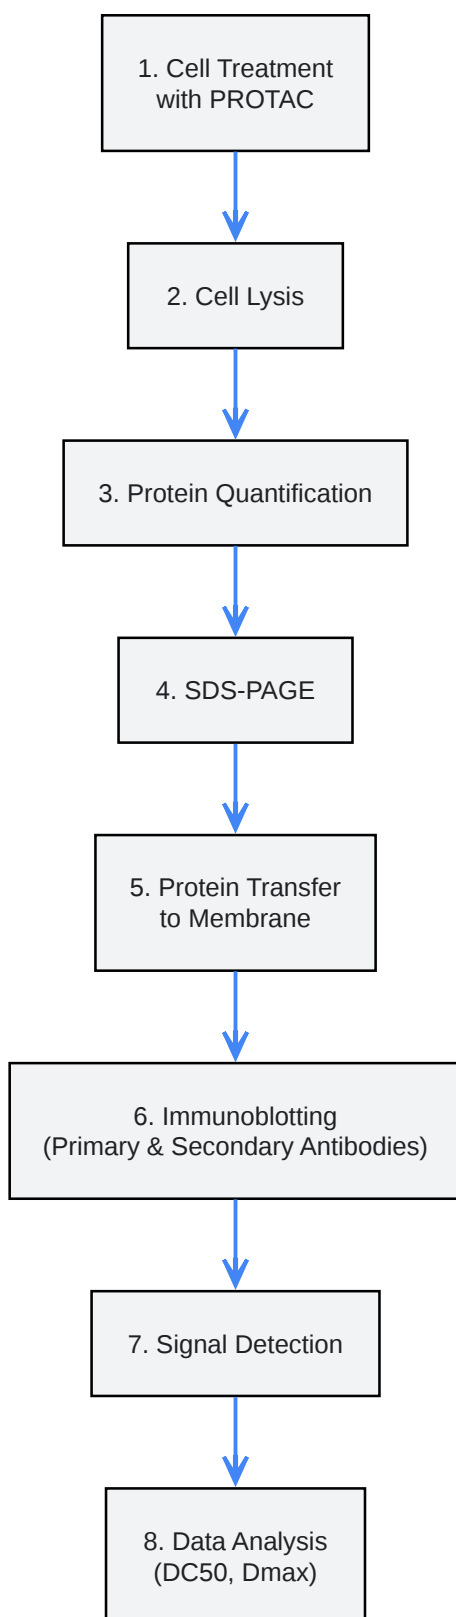 1. Cell Treatment
with PROTAC
2. Cell Lysis
3. Protein Quantification
4. SDS-PAGE
5. Protein Transfer
to Membrane
6. Immunoblotting
(Primary & Secondary Antibodies)
7. Signal Detection
8. Data Analysis
(DC50, Dmax)